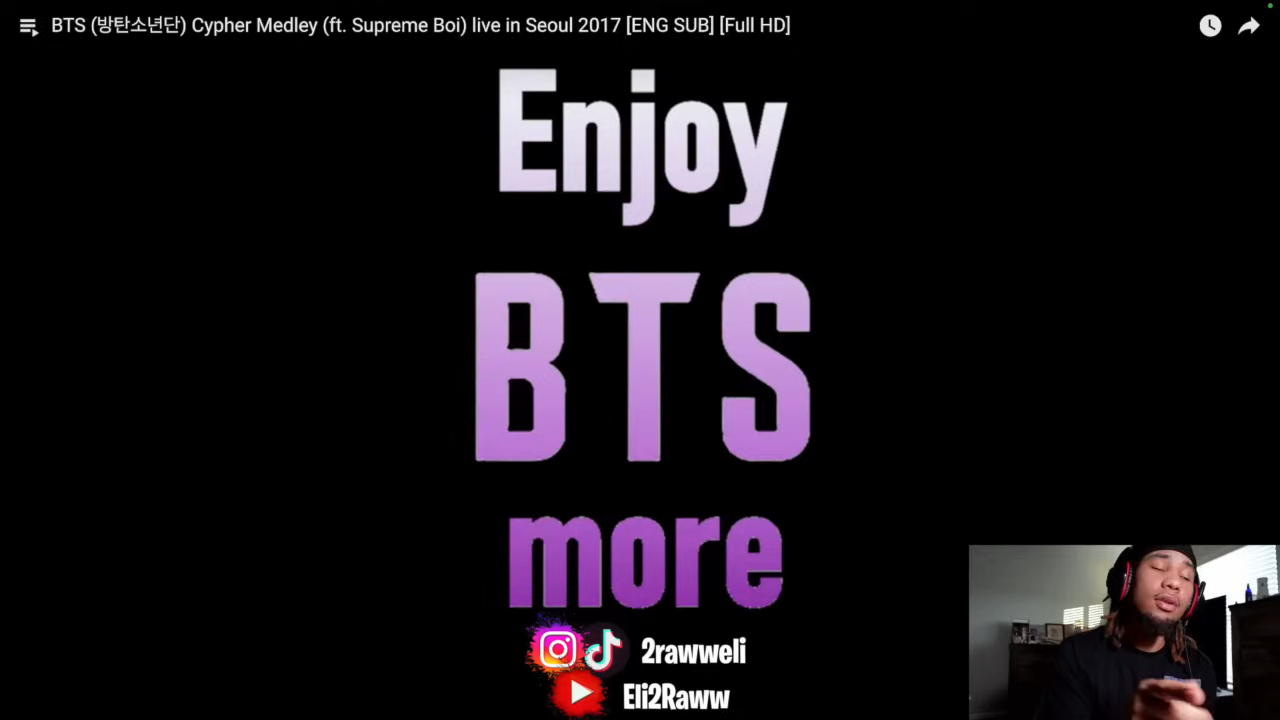 BTS (방탄소년단) Cypher Medley (ft. Supreme Boi) live in Seoul 2017 [ENG SUB] [Full HD]
Enjoy
BTS
more
2rawweli
Eli2Raww